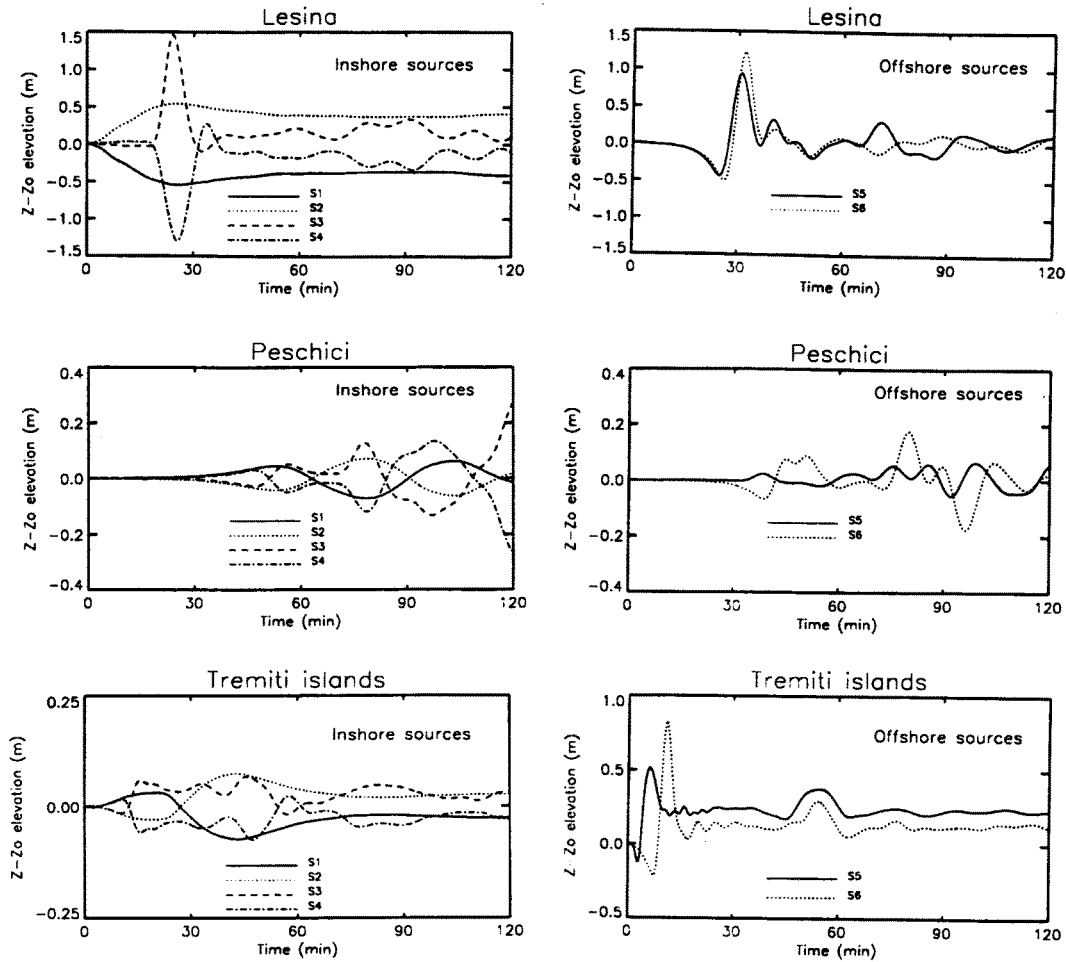 Lesina
Z-Zo elevation (m)
1.5
1.0
0.5
0.0
-0.5
-1.0
-1.5
Inshore sources
S1
S2
S3
S4
0 30 60 90 120
Time (min)
Lesina
Z-Zo elevation (m)
1.5
1.0
0.5
0.0
-0.5
-1.0
-1.5
Offshore sources
S5
S6
0 30 60 90 120
Time (min)
Peschici
Z-Zo elevation (m)
0.4
0.2
0.0
-0.2
-0.4
Inshore sources
S1
S2
S3
S4
0 30 60 90 120
Time (min)
Peschici
Z-Zo elevation (m)
0.4
0.2
0.0
-0.2
-0.4
Offshore sources
S5
S6
0 30 60 90 120
Time (min)
Tremiti islands
Z-Zo elevation (m)
0.25
0.00
-0.25
Inshore sources
S1
S2
S3
S4
0 30 60 90 120
Time (min)
Tremiti islands
Z-Zo elevation (m)
1.0
0.5
0.0
-0.5
Offshore sources
S5
S6
0 30 60 90 120
Time (min)